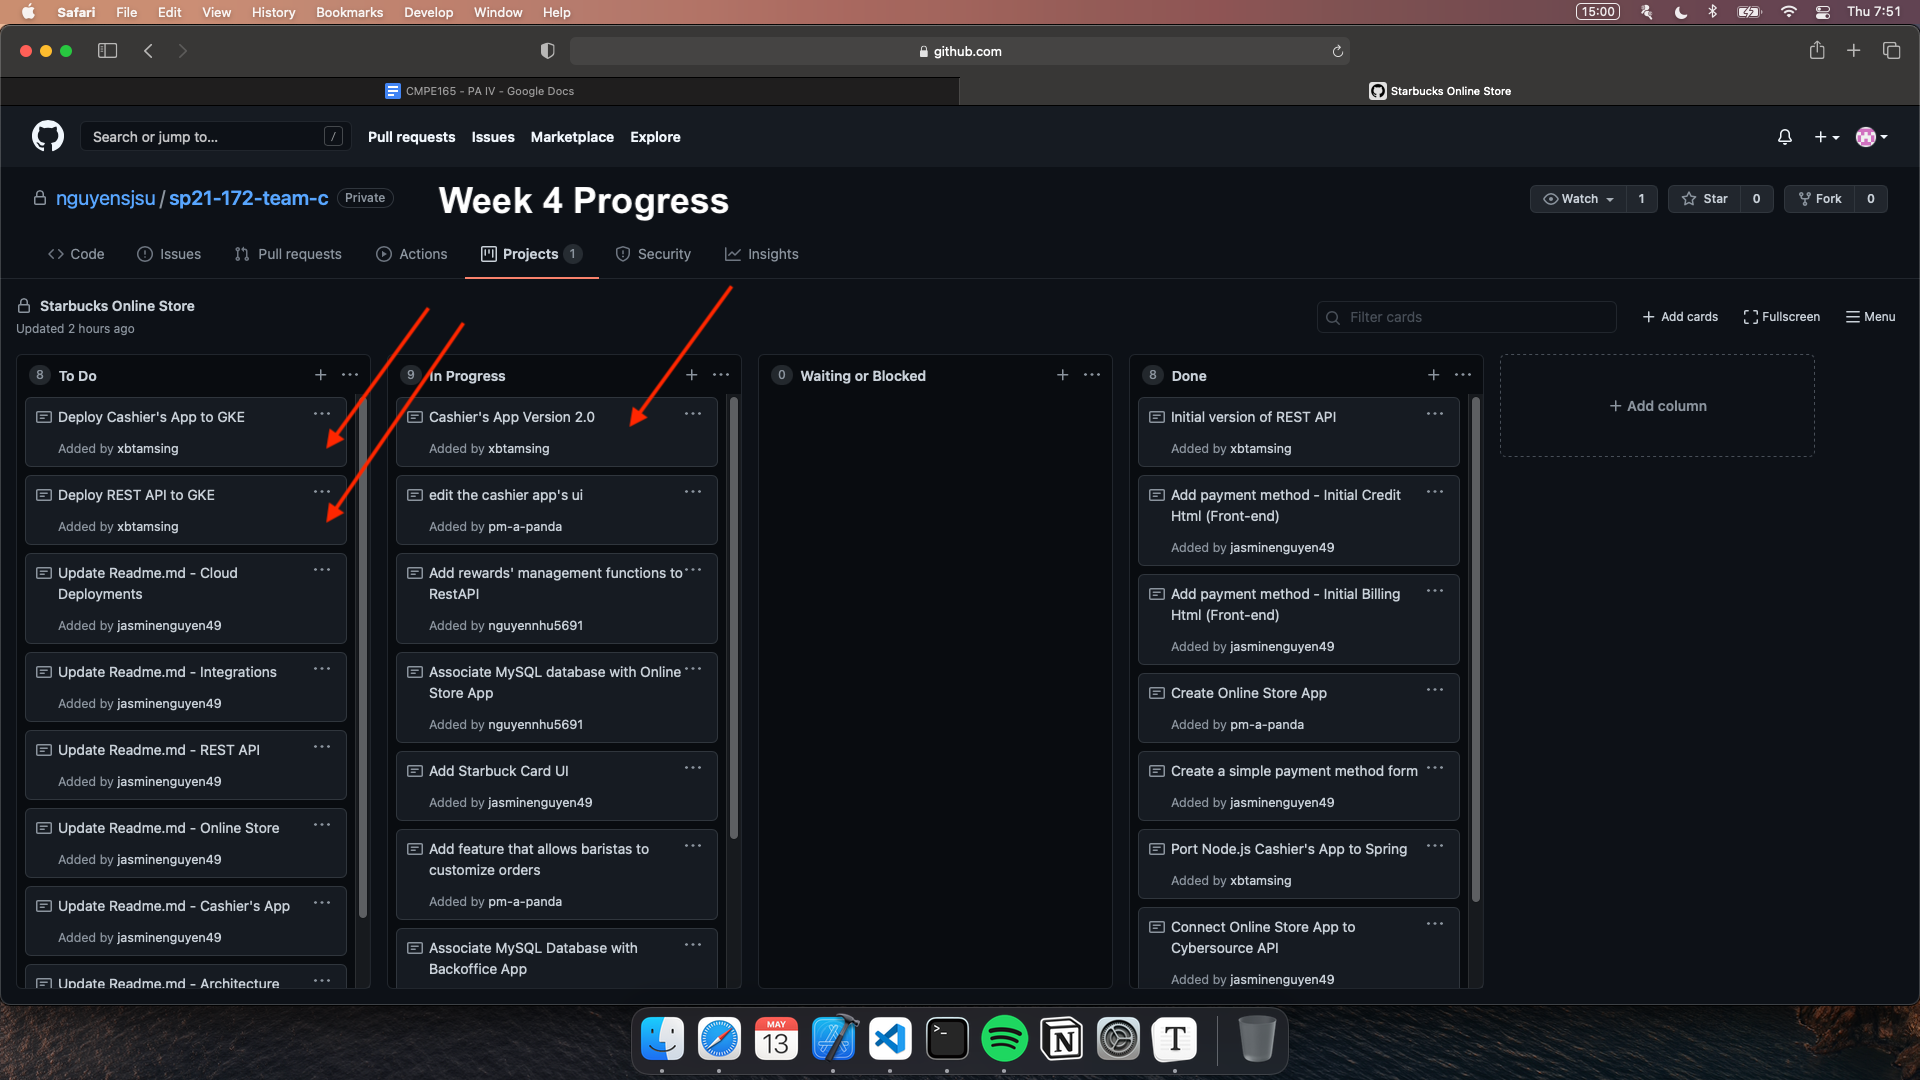 Safari File Edit View History Bookmarks Develop Window Help 15:00 Thu 7:51
github.com
CMPE165 - PA IV - Google Docs
Starbucks Online Store
Search or jump to... /
Pull requests Issues Marketplace Explore
nguyensjsu / sp21-172-team-c Private
Week 4 Progress
Watch 1 Star 0 Fork 0
Code Issues Pull requests Actions Projects 1 Security Insights
Starbucks Online Store
Updated 2 hours ago
Filter cards
+ Add cards Fullscreen Menu
8 To Do
Deploy Cashier's App to GKE
Added by xbtamsing
Deploy REST API to GKE
Added by xbtamsing
Update Readme.md - Cloud
Deployments
Added by jasminenguyen49
Update Readme.md - Integrations
Added by jasminenguyen49
Update Readme.md - REST API
Added by jasminenguyen49
Update Readme.md - Online Store
Added by jasminenguyen49
Update Readme.md - Cashier's App
Added by jasminenguyen49
Update Readme.md - Architecture
9 In Progress
Cashier's App Version 2.0
Added by xbtamsing
edit the cashier app's ui
Added by pm-a-panda
Add rewards' management functions to
RestAPI
Added by nguyennhu5691
Associate MySQL database with Online
Store App
Added by nguyennhu5691
Add Starbuck Card UI
Added by jasminenguyen49
Add feature that allows baristas to
customize orders
Added by pm-a-panda
Associate MySQL Database with
Backoffice App
0 Waiting or Blocked
8 Done
Initial version of REST API
Added by xbtamsing
Add payment method - Initial Credit
Html (Front-end)
Added by jasminenguyen49
Add payment method - Initial Billing
Html (Front-end)
Added by jasminenguyen49
Create Online Store App
Added by pm-a-panda
Create a simple payment method form
Added by jasminenguyen49
Port Node.js Cashier's App to Spring
Added by xbtamsing
Connect Online Store App to
Cybersource API
Added by jasminenguyen49
+ Add column
MAY
13